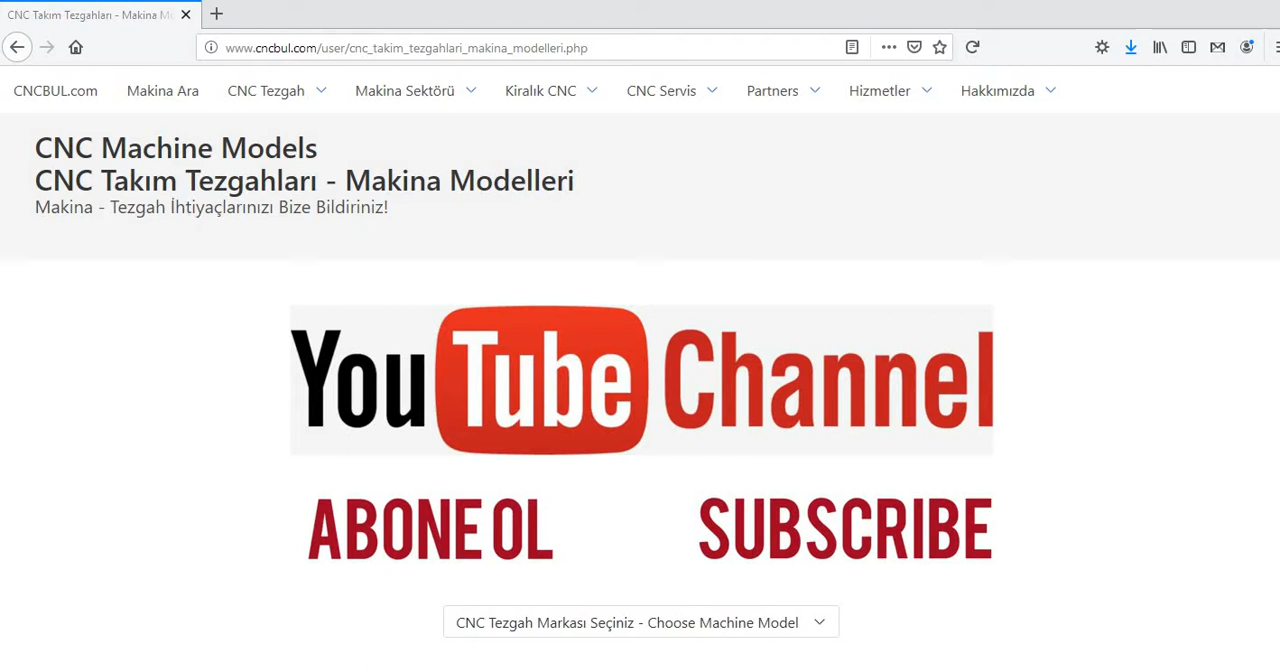 CNC Takım Tezgahları - Makina Mo
www.cncbul.com/user/cnc_takim_tezgahlari_makina_modelleri.php
CNCBUL.com Makina Ara CNC Tezgah Makina Sektörü Kiralık CNC CNC Servis Partners Hizmetler Hakkımızda
CNC Machine Models
CNC Takım Tezgahları - Makina Modelleri
Makina - Tezgah İhtiyaçlarınızı Bize Bildiriniz!
YouTube Channel
ABONE OL SUBSCRIBE
CNC Tezgah Markası Seçiniz - Choose Machine Model